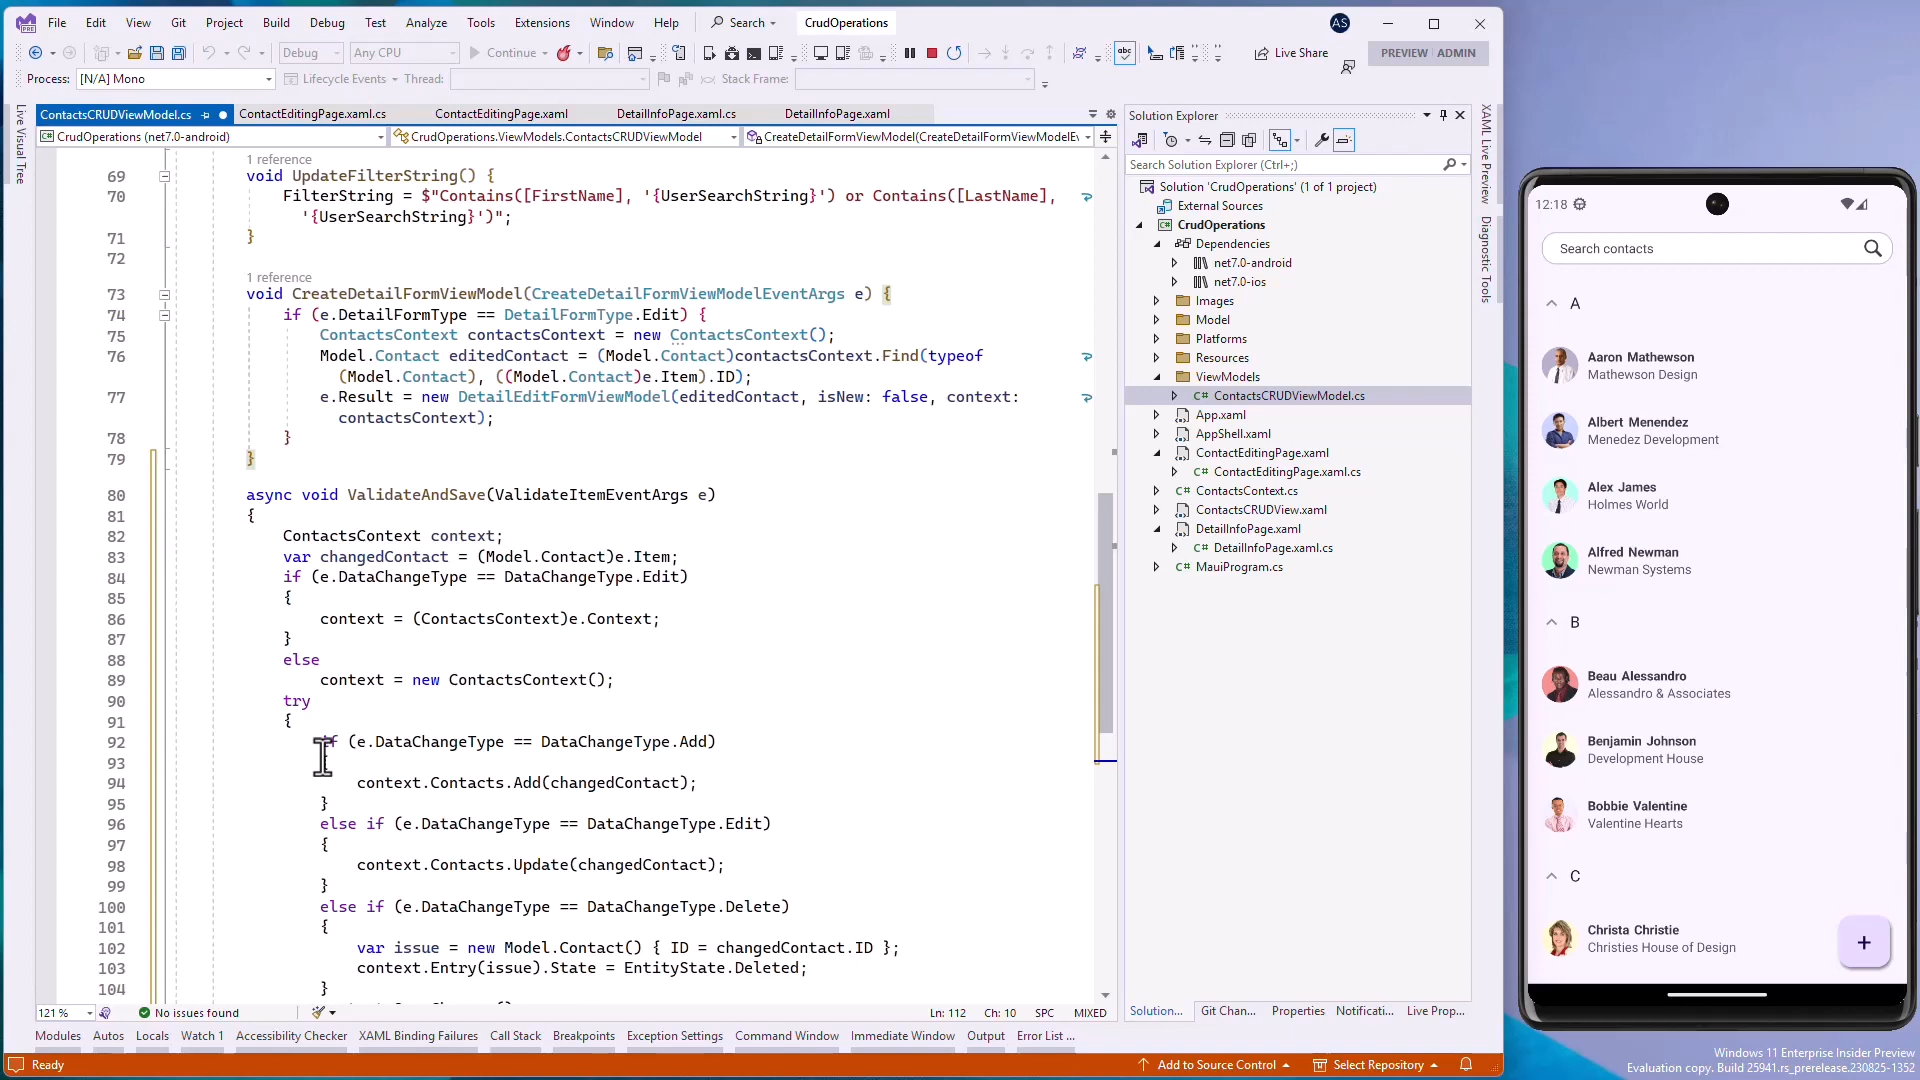 File Edit View Git Project Build Debug Test Analyze Tools Extensions Window Help Search CrudOperations AS
Debug Any CPU Continue Live Share PREVIEW ADMIN
Process: [N/A] Mono Lifecycle Events Thread: Stack Frame:
Live Visual Tree
ContactsCRUDViewModel.cs ContactEditingPage.xaml.cs ContactEditingPage.xaml DetailInfoPage.xaml.cs DetailInfoPage.xaml
CrudOperations (net7.0-android) CrudOperations.ViewModels.ContactsCRUDViewModel CreateDetailFormViewModel(CreateDetailFormViewModelEv
1 reference
69 void UpdateFilterString() {
70 FilterString = $"Contains([FirstName], '{UserSearchString}') or Contains([LastName],
'{UserSearchString}')";
71 }
72
1 reference
73 void CreateDetailFormViewModel(CreateDetailFormViewModelEventArgs e) {
74 if (e.DetailFormType == DetailFormType.Edit) {
75 ContactsContext contactsContext = new ContactsContext();
76 Model.Contact editedContact = (Model.Contact)contactsContext.Find(typeof
(Model.Contact), ((Model.Contact)e.Item).ID);
77 e.Result = new DetailEditFormViewModel(editedContact, isNew: false, context:
contactsContext);
78 }
79 }
80 async void ValidateAndSave(ValidateItemEventArgs e)
81 {
82 ContactsContext context;
83 var changedContact = (Model.Contact)e.Item;
84 if (e.DataChangeType == DataChangeType.Edit)
85 {
86 context = (ContactsContext)e.Context;
87 }
88 else
89 context = new ContactsContext();
90 try
91 {
92 if (e.DataChangeType == DataChangeType.Add)
93
94 context.Contacts.Add(changedContact);
95 }
96 else if (e.DataChangeType == DataChangeType.Edit)
97 {
98 context.Contacts.Update(changedContact);
99 }
100 else if (e.DataChangeType == DataChangeType.Delete)
101 {
102 var issue = new Model.Contact() { ID = changedContact.ID };
103 context.Entry(issue).State = EntityState.Deleted;
104 }
121 % No issues found Ln: 112 Ch: 10 SPC MIXED
Modules Autos Locals Watch 1 Accessibility Checker XAML Binding Failures Call Stack Breakpoints Exception Settings Command Window Immediate Window Output Error List ...
Ready Add to Source Control Select Repository
Solution Explorer
Search Solution Explorer (Ctrl+;)
Solution 'CrudOperations' (1 of 1 project)
External Sources
CrudOperations
Dependencies
net7.0-android
net7.0-ios
Images
Model
Platforms
Resources
ViewModels
C# ContactsCRUDViewModel.cs
App.xaml
AppShell.xaml
ContactEditingPage.xaml
C# ContactEditingPage.xaml.cs
C# ContactsContext.cs
ContactsCRUDView.xaml
DetailInfoPage.xaml
C# DetailInfoPage.xaml.cs
C# MauiProgram.cs
Solution... Git Chan... Properties Notificati... Live Prop...
XAML Live Preview
Diagnostic Tools
12:18
Search contacts
A
Aaron Mathewson
Mathewson Design
Albert Menendez
Menedez Development
Alex James
Holmes World
Alfred Newman
Newman Systems
B
Beau Alessandro
Alessandro & Associates
Benjamin Johnson
Development House
Bobbie Valentine
Valentine Hearts
C
Christa Christie
Christies House of Design
+
Windows 11 Enterprise Insider Preview
Evaluation copy. Build 25941.rs_prerelease.230825-1352